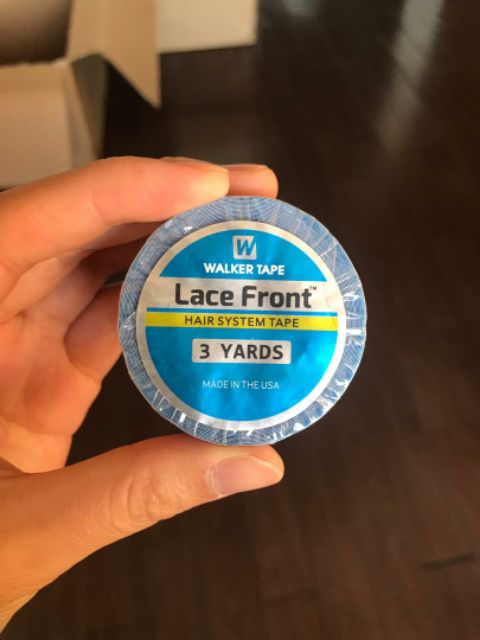 W
WALKER TAPE
Lace Front™
HAIR SYSTEM TAPE
3 YARDS
MADE IN THE USA